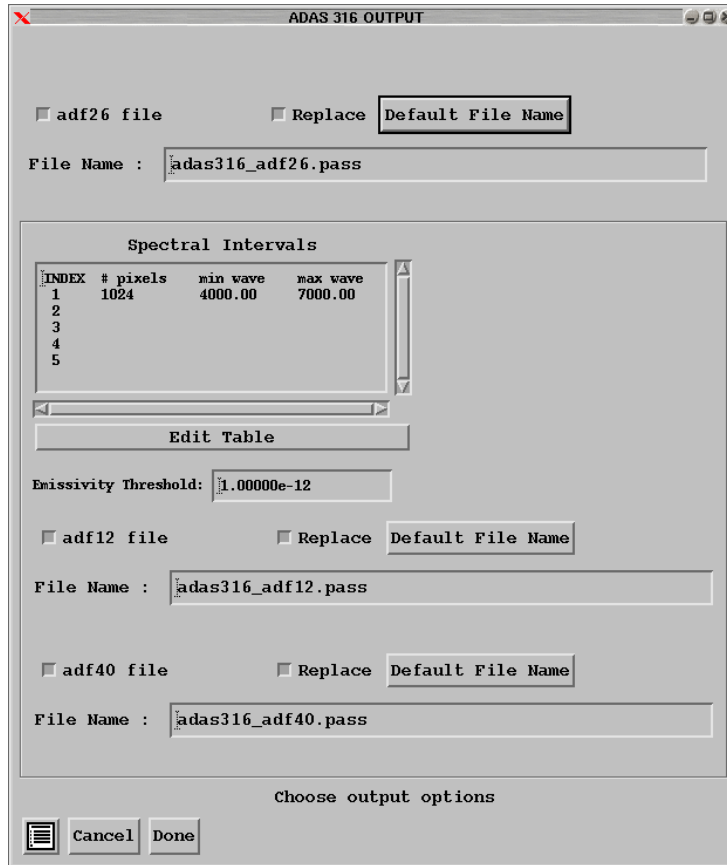 ADAS 316 OUTPUT
adf26 file Replace Default File Name
File Name : adas316_adf26.pass
Spectral Intervals
INDEX # pixels min wave max wave
1 1024 4000.00 7000.00
2
3
4
5
Edit Table
Emissivity Threshold: 1.00000e-12
adf12 file Replace Default File Name
File Name : adas316_adf12.pass
adf40 file Replace Default File Name
File Name : adas316_adf40.pass
Choose output options
Cancel Done